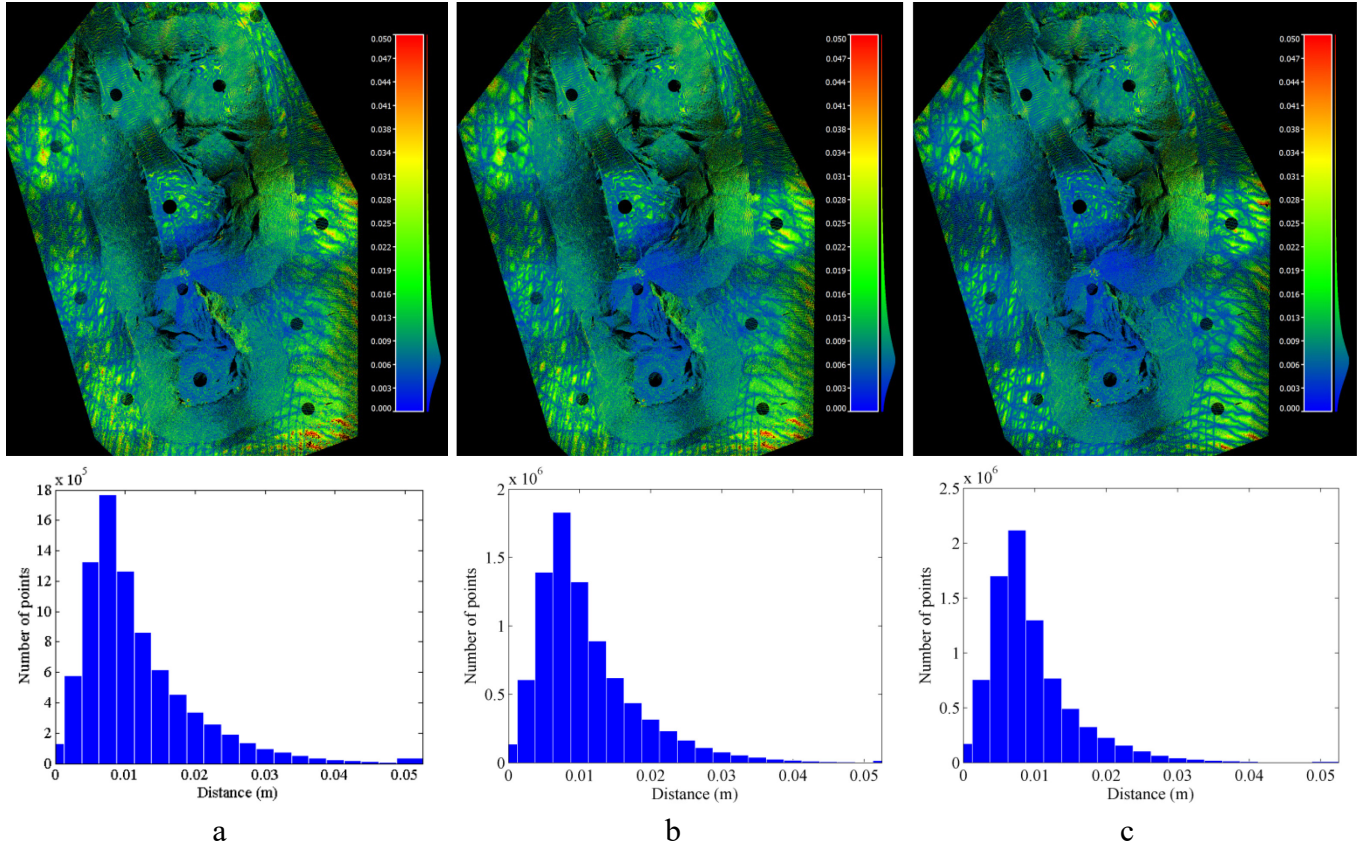 0.050 0.050 0.050
0.047 0.047 0.047
0.044 0.044 0.044
0.041 0.041 0.041
0.038 0.038 0.038
0.034 0.034 0.034
0.031 0.031 0.031
0.028 0.028 0.028
0.025 0.025 0.025
0.022 0.022 0.022
0.019 0.019 0.019
0.016 0.016 0.016
0.013 0.013 0.013
0.009 0.009 0.009
0.006 0.006 0.006
0.003 0.003 0.003
0.000 0.000 0.000
x 10^5
18
16
14
12
10
8
6
4
2
0
Number of points
0 0.01 0.02 0.03 0.04 0.05
Distance (m)
a
x 10^6
2
1.5
1
0.5
0
Number of points
0 0.01 0.02 0.03 0.04 0.05
Distance (m)
b
x 10^6
2.5
2
1.5
1
0.5
0
Number of points
0 0.01 0.02 0.03 0.04 0.05
Distance (m)
c